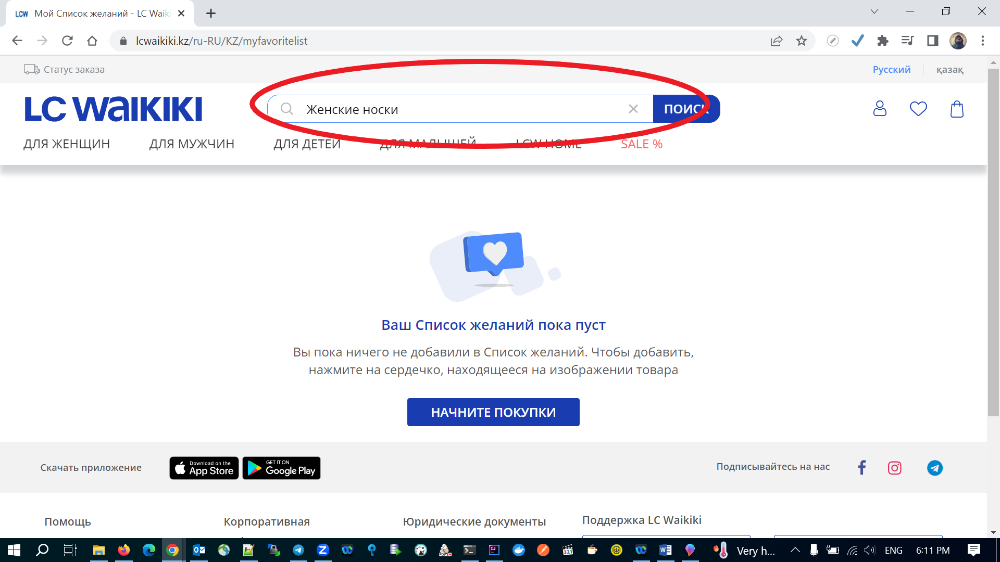 LCW Мой Список желаний - LC Waiki
lcwaikiki.kz/ru-RU/KZ/myfavoritelist
Статус заказа
Русский қазақ
LC WAIKIKI
Женские носки
ПОИСК
ДЛЯ ЖЕНЩИН ДЛЯ МУЖЧИН ДЛЯ ДЕТЕЙ ДЛЯ МАЛЫШЕЙ LCW HOME SALE %
Ваш Список желаний пока пуст
Вы пока ничего не добавили в Список желаний. Чтобы добавить,
нажмите на сердечко, находящееся на изображении товара
НАЧНИТЕ ПОКУПКИ
Скачать приложение
Download on the
App Store
GET IT ON
Google Play
Подписывайтесь на нас
Помощь Корпоративная Юридические документы Поддержка LC Waikiki
Very h... ENG 6:11 PM